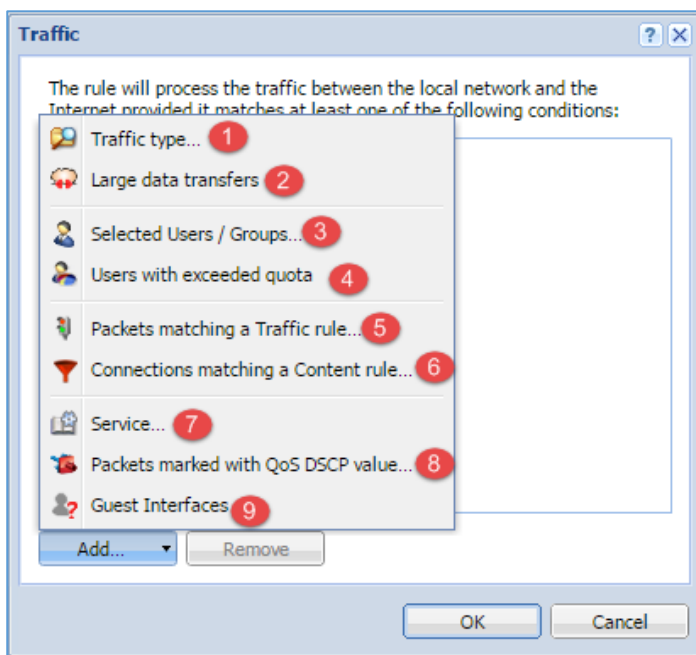 Traffic
?
The rule will process the traffic between the local network and the
Internet provided it matches at least one of the following conditions:
Traffic type... 1
Large data transfers 2
Selected Users / Groups... 3
Users with exceeded quota 4
Packets matching a Traffic rule... 5
Connections matching a Content rule... 6
Service... 7
Packets marked with QoS DSCP value... 8
Guest Interfaces 9
Add... Remove
OK Cancel